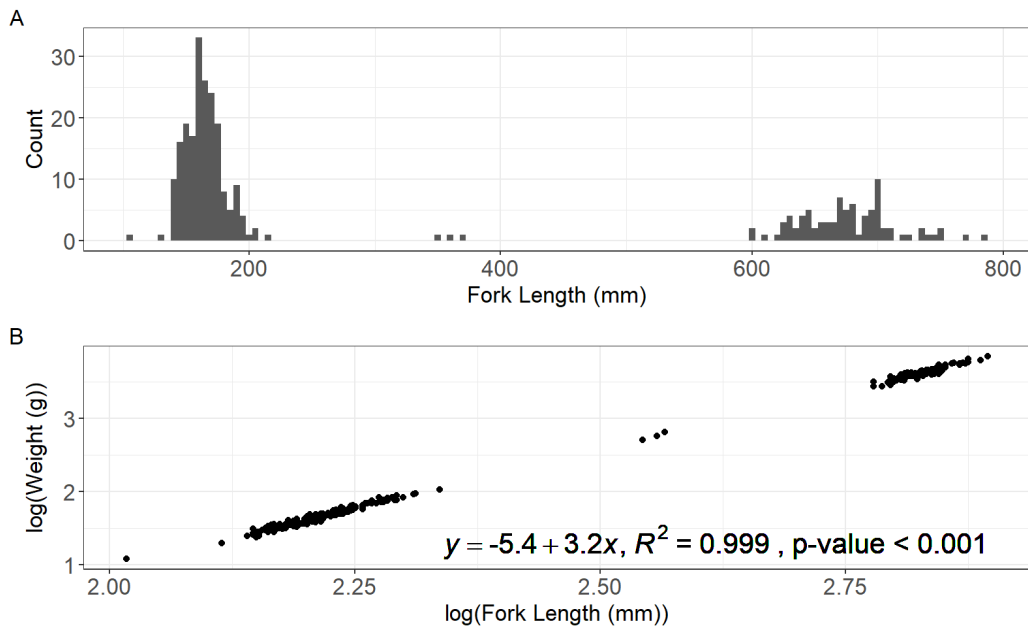 A
30
20
10
0
Count
200 400 600 800
Fork Length (mm)
B
3
2
1
log(Weight (g))
y = -5.4 + 3.2x, R² = 0.999 , p-value < 0.001
2.00 2.25 2.50 2.75
log(Fork Length (mm))